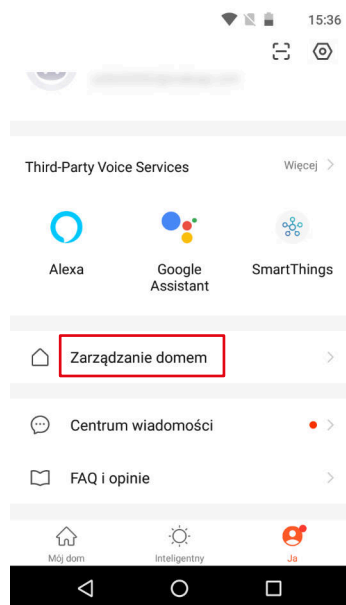 15:36
Third-Party Voice Services
Więcej
Alexa
Google
Assistant
SmartThings
Zarządzanie domem
Centrum wiadomości
FAQ i opinie
Mój dom
Inteligentny
Ja